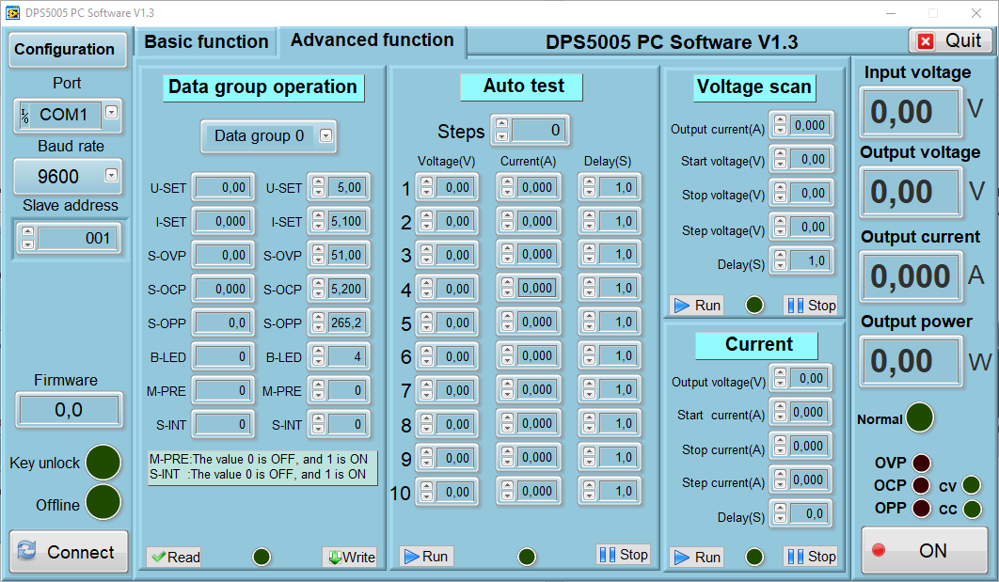 DPS5005 PC Software V1.3
Configuration
Basic function
Advanced function
DPS5005 PC Software V1.3
Quit
Port
COM1
Baud rate
9600
Slave address
001
Firmware
0,0
Key unlock
Offline
Connect
Data group operation
Data group 0
U-SET 0,00 U-SET 5,00
I-SET 0,000 I-SET 5,100
S-OVP 0,00 S-OVP 51,00
S-OCP 0,000 S-OCP 5,200
S-OPP 0,0 S-OPP 265,2
B-LED 0 B-LED 4
M-PRE 0 M-PRE 0
S-INT 0 S-INT 0
M-PRE:The value 0 is OFF, and 1 is ON
S-INT :The value 0 is OFF, and 1 is ON
Read Write
Auto test
Steps 0
Voltage(V) Current(A) Delay(S)
1 0,00 0,000 1,0
2 0,00 0,000 1,0
3 0,00 0,000 1,0
4 0,00 0,000 1,0
5 0,00 0,000 1,0
6 0,00 0,000 1,0
7 0,00 0,000 1,0
8 0,00 0,000 1,0
9 0,00 0,000 1,0
10 0,00 0,000 1,0
Run Stop
Voltage scan
Output current(A) 0,000
Start voltage(V) 0,00
Stop voltage(V) 0,00
Step voltage(V) 0,00
Delay(S) 1,0
Run Stop
Current
Output voltage(V) 0,00
Start current(A) 0,000
Stop current(A) 0,000
Step current(A) 0,000
Delay(S) 0,0
Run Stop
Input voltage
0,00 V
Output voltage
0,00 V
Output current
0,000 A
Output power
0,00 W
Normal
OVP
OCP CV
OPP CC
ON